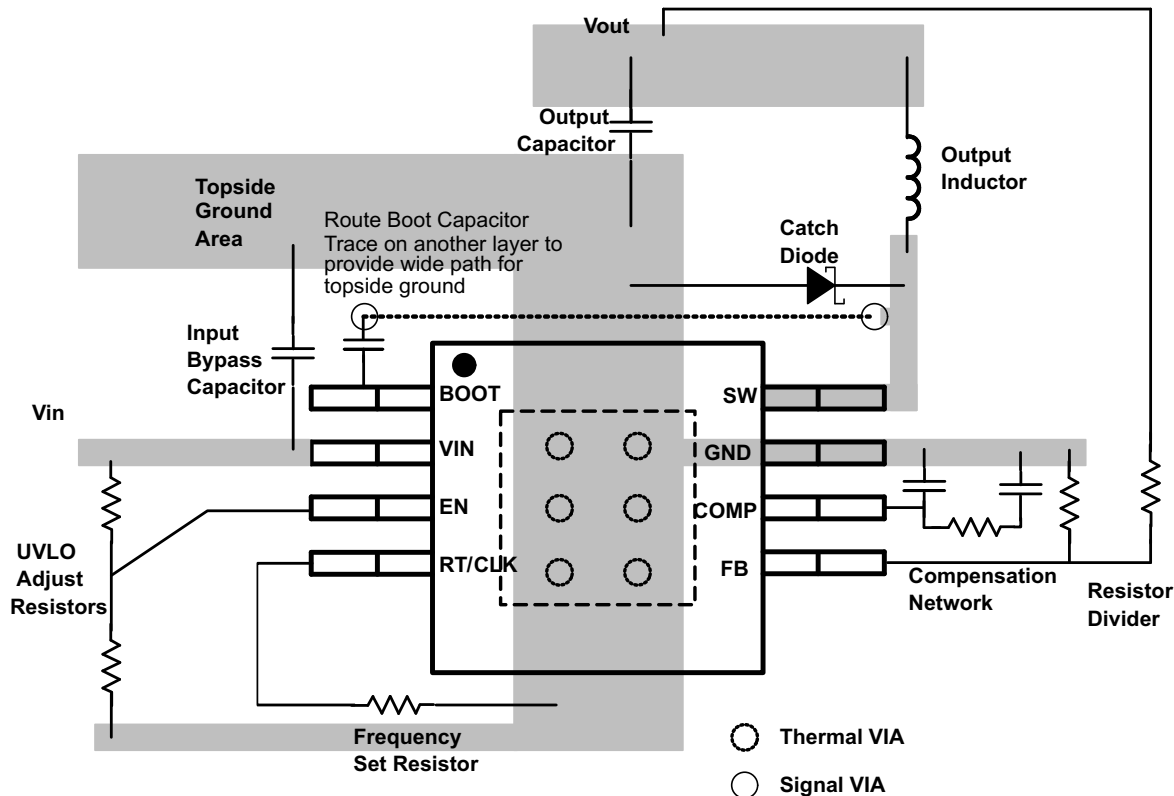 Vout
Output
Capacitor
Output
Inductor
Topside
Ground
Area
Route Boot Capacitor
Trace on another layer to
provide wide path for
topside ground
Catch
Diode
Input
Bypass
Capacitor
Vin
BOOT
SW
VIN
GND
EN
COMP
RT/CLK
FB
UVLO
Adjust
Resistors
Compensation
Network
Resistor
Divider
Frequency
Set Resistor
Thermal VIA
Signal VIA